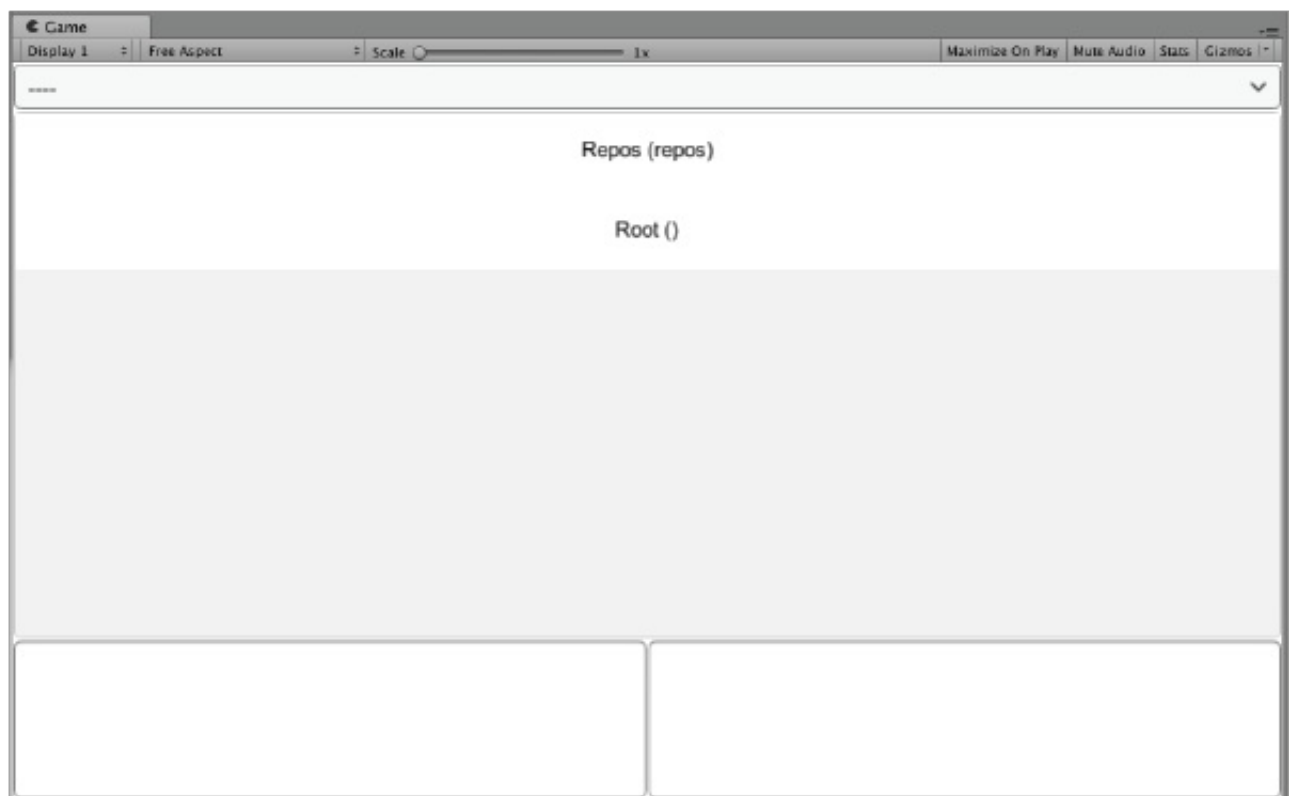 Game
Display 1 Free Aspect Scale 1x Maximize On Play Mute Audio Stats Gizmos
----
Repos (repos)
Root ()